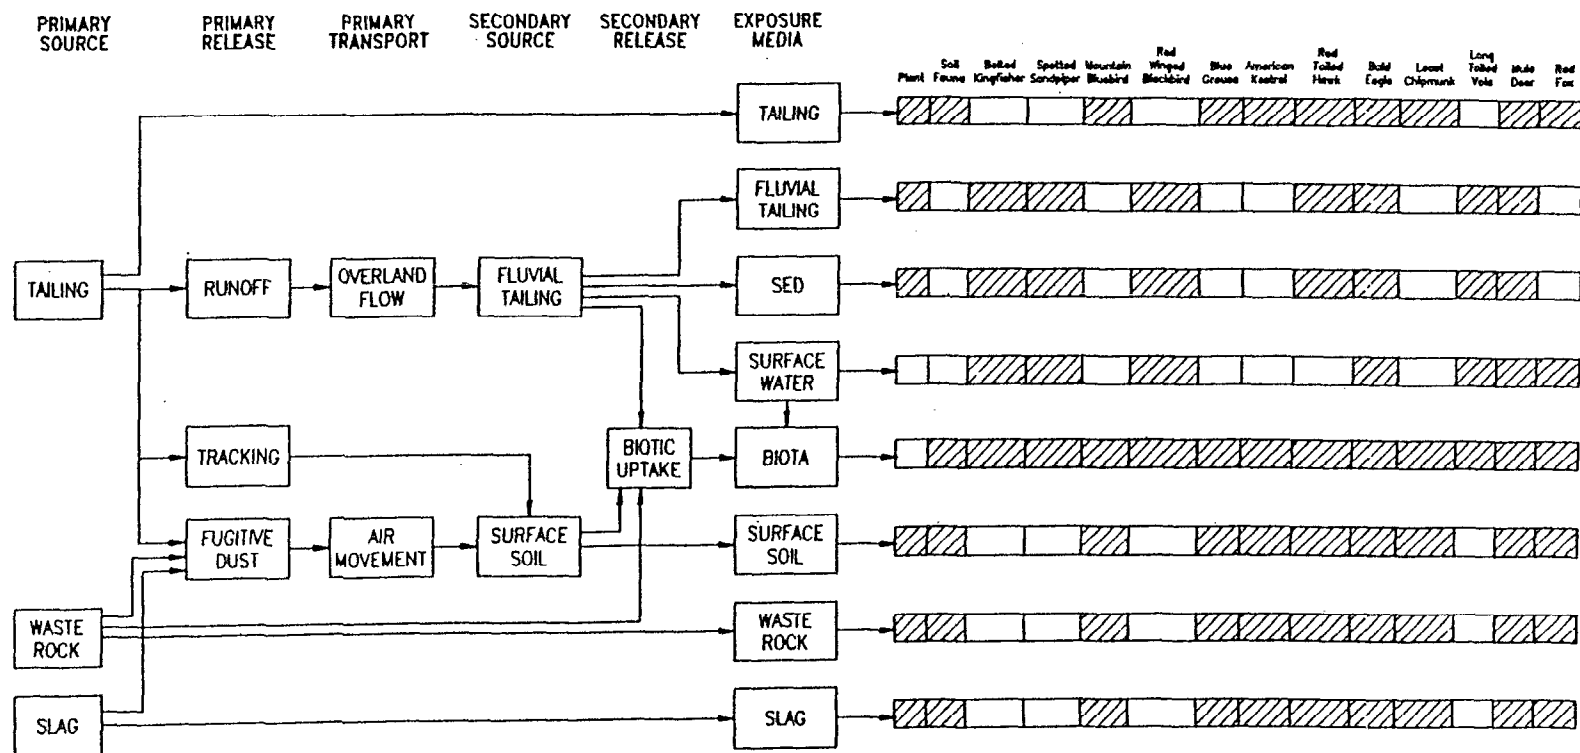 PRIMARY
SOURCE
PRIMARY
RELEASE
PRIMARY
TRANSPORT
SECONDARY
SOURCE
SECONDARY
RELEASE
EXPOSURE
MEDIA
Plant
Soil
Fauna
Belted
Kingfisher
Spotted
Sandpiper
Mountain
Bluebird
Red
Winged
Blackbird
Blue
Grouse
American
Kestrel
Red
Tailed
Hawk
Bald
Eagle
Least
Chipmunk
Long
Tailed
Vole
Mule
Deer
Red
Fox
TAILING
FLUVIAL
TAILING
TAILING
RUNOFF
OVERLAND
FLOW
FLUVIAL
TAILING
SED
SURFACE
WATER
TRACKING
BIOTIC
UPTAKE
BIOTA
FUGITIVE
DUST
AIR
MOVEMENT
SURFACE
SOIL
SURFACE
SOIL
WASTE
ROCK
WASTE
ROCK
SLAG
SLAG